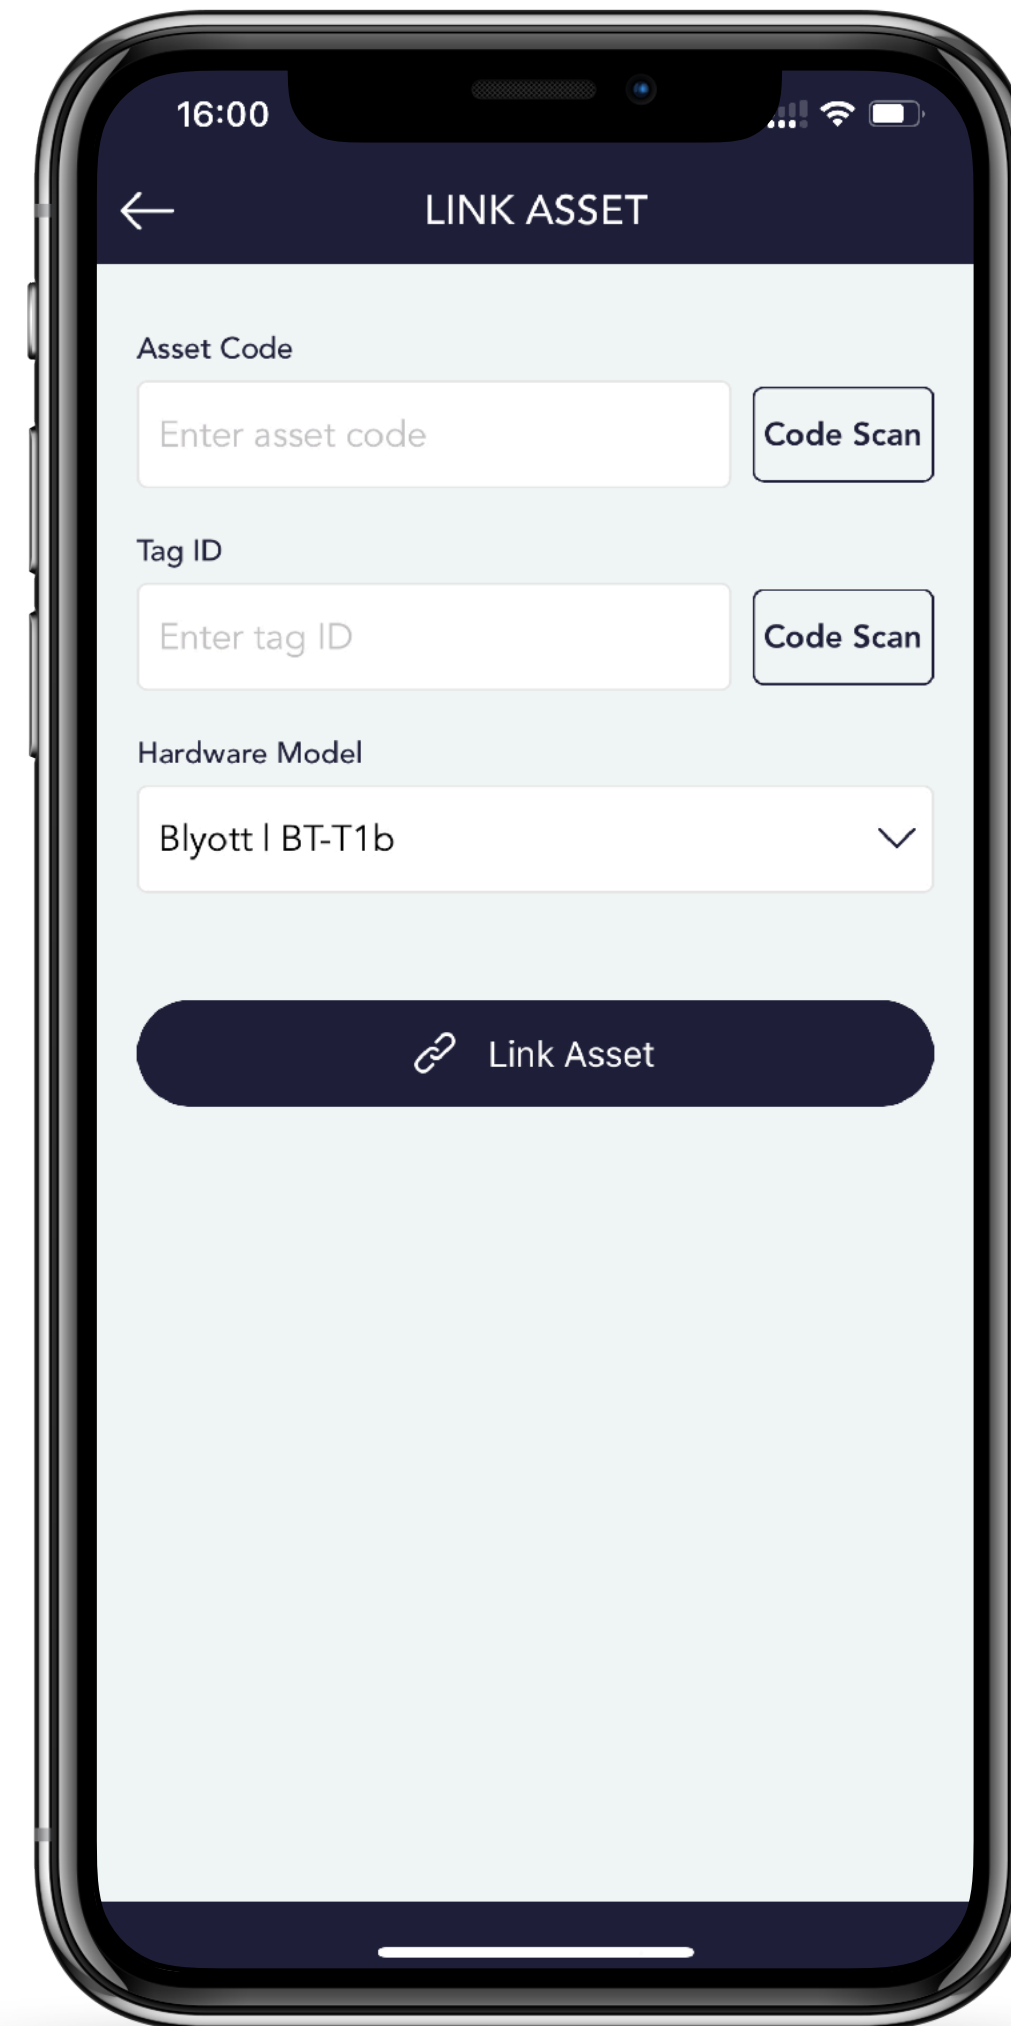 16:00
LINK ASSET
Asset Code
Enter asset code
Code Scan
Tag ID
Enter tag ID
Code Scan
Hardware Model
Blyott | BT-T1b
Link Asset